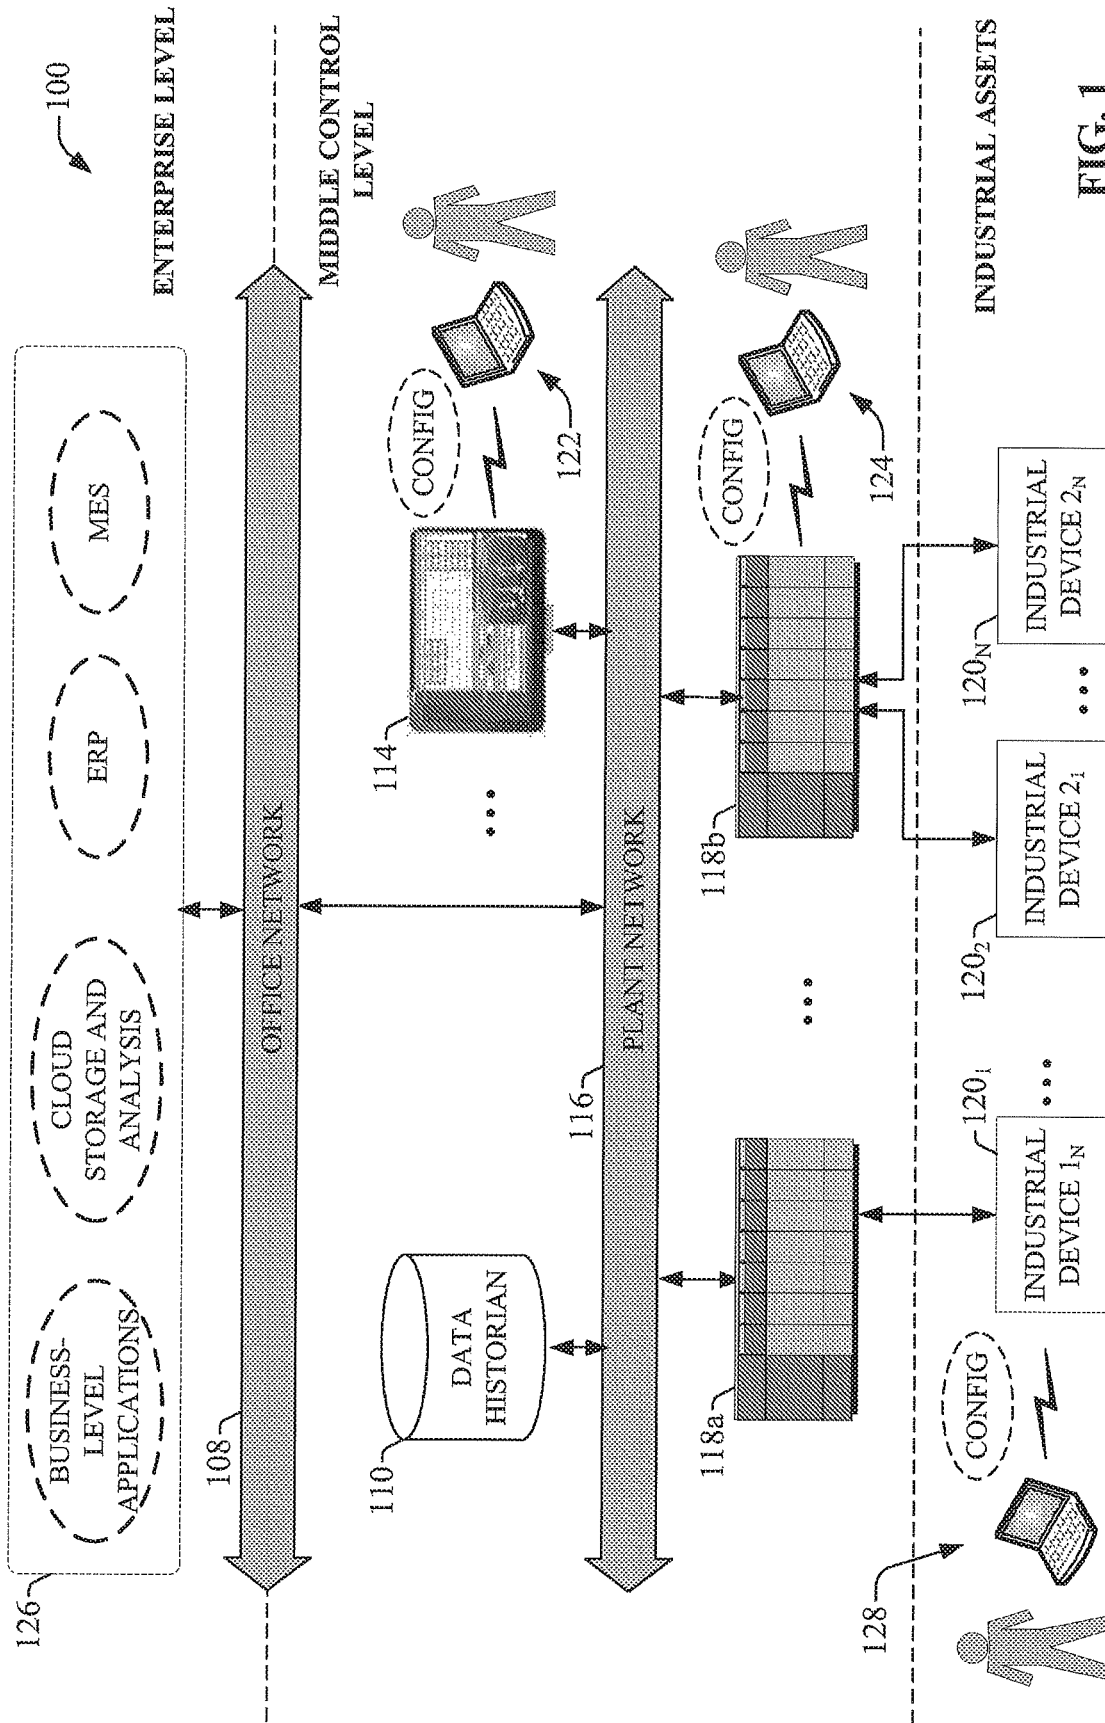 100
ENTERPRISE LEVEL
126
BUSINESS-
LEVEL
APPLICATIONS
CLOUD
STORAGE AND
ANALYSIS
ERP
MES
108
OFFICE NETWORK
MIDDLE CONTROL
LEVEL
110
DATA
HISTORIAN
114
CONFIG
122
116
PLANT NETWORK
118a
118b
CONFIG
124
INDUSTRIAL ASSETS
128
CONFIG
120₁
INDUSTRIAL
DEVICE 1N
120₂
INDUSTRIAL
DEVICE 2₁
120N
INDUSTRIAL
DEVICE 2N
FIG. 1